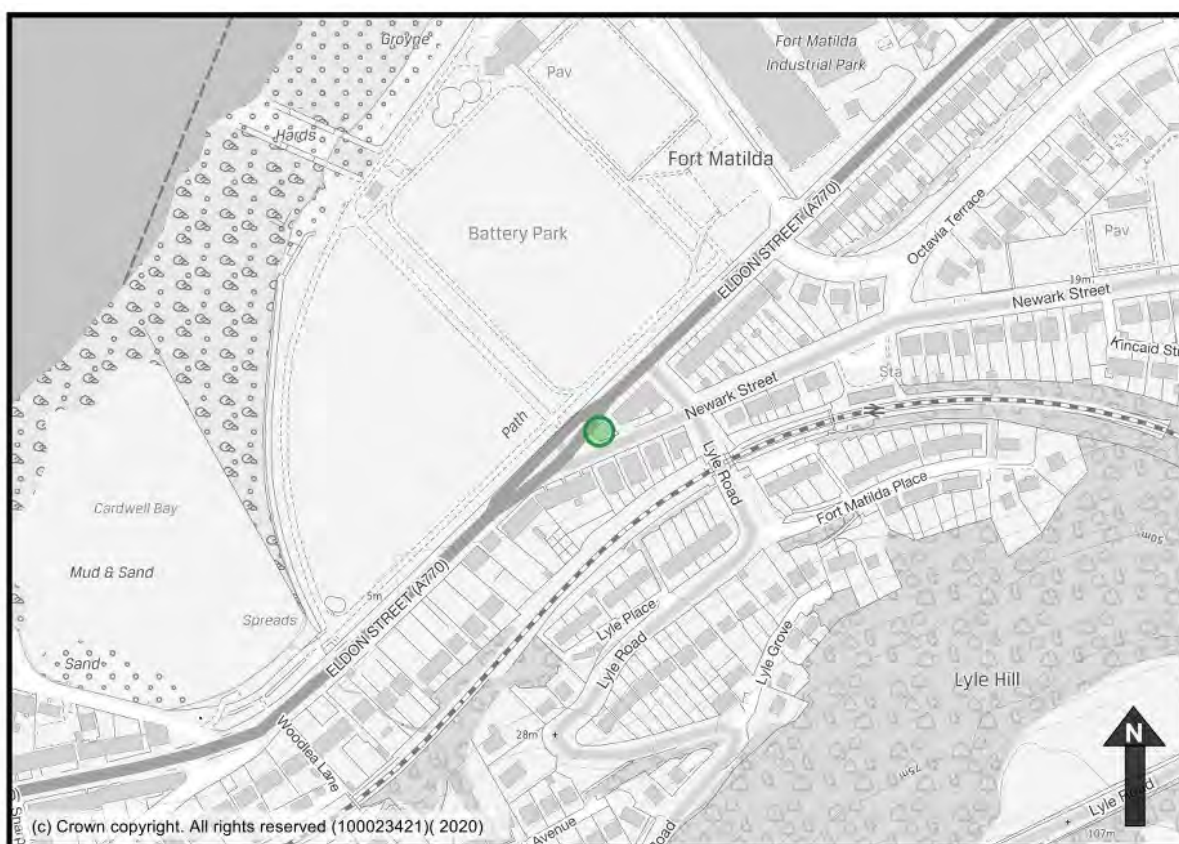 Groyne
Pav
Fort Matilda
Industrial Park
Hards
Fort Matilda
Battery Park
ELDON STREET (A770)
Octavia Terrace
Pav
19m
Newark Street
Kincaid Str
Sta
Newark Street
Path
Lyle Road
Fort Matilda Place
50m
Cardwell Bay
Mud & Sand
5m
ELDON STREET (A770)
Spreads
Lyle Place
Lyle Road
Lyle Grove
Sand
Lyle Hill
Woodlea Lane
28m
75m
N
Lyle Road
107m
Avenue
Road
(c) Crown copyright. All rights reserved (100023421)( 2020)